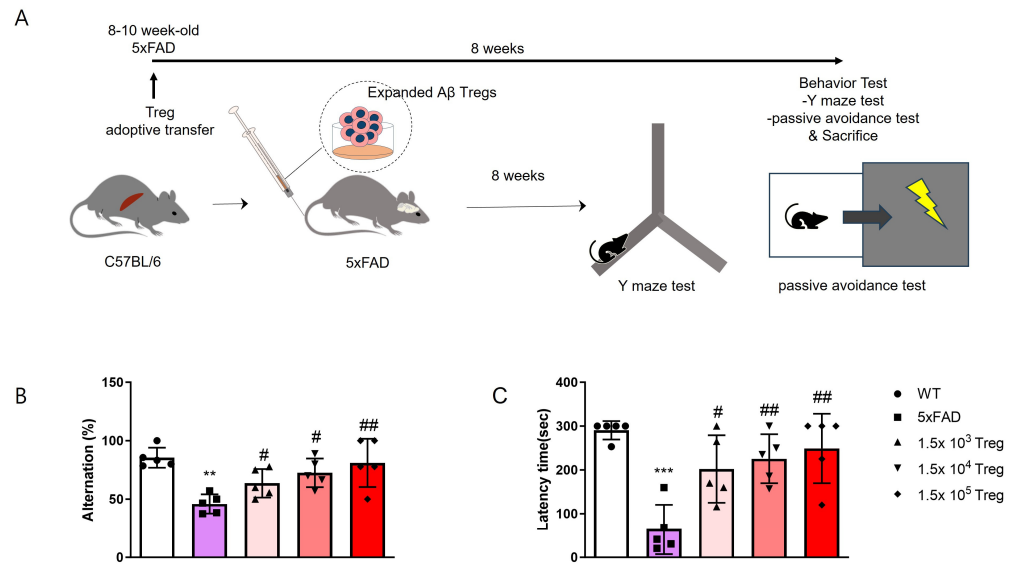 A
8-10 week-old
5xFAD
8 weeks
Treg
adoptive transfer
Expanded Aβ Tregs
Behavior Test
-Y maze test
-passive avoidance test
& Sacrifice
8 weeks
C57BL/6
5xFAD
Y maze test
passive avoidance test
B
Alternation (%)
150
100
50
0
**
#
#
##
C
Latency time(sec)
400
300
200
100
0
***
#
##
##
WT
5xFAD
1.5x 10³ Treg
1.5x 10⁴ Treg
1.5x 10⁵ Treg